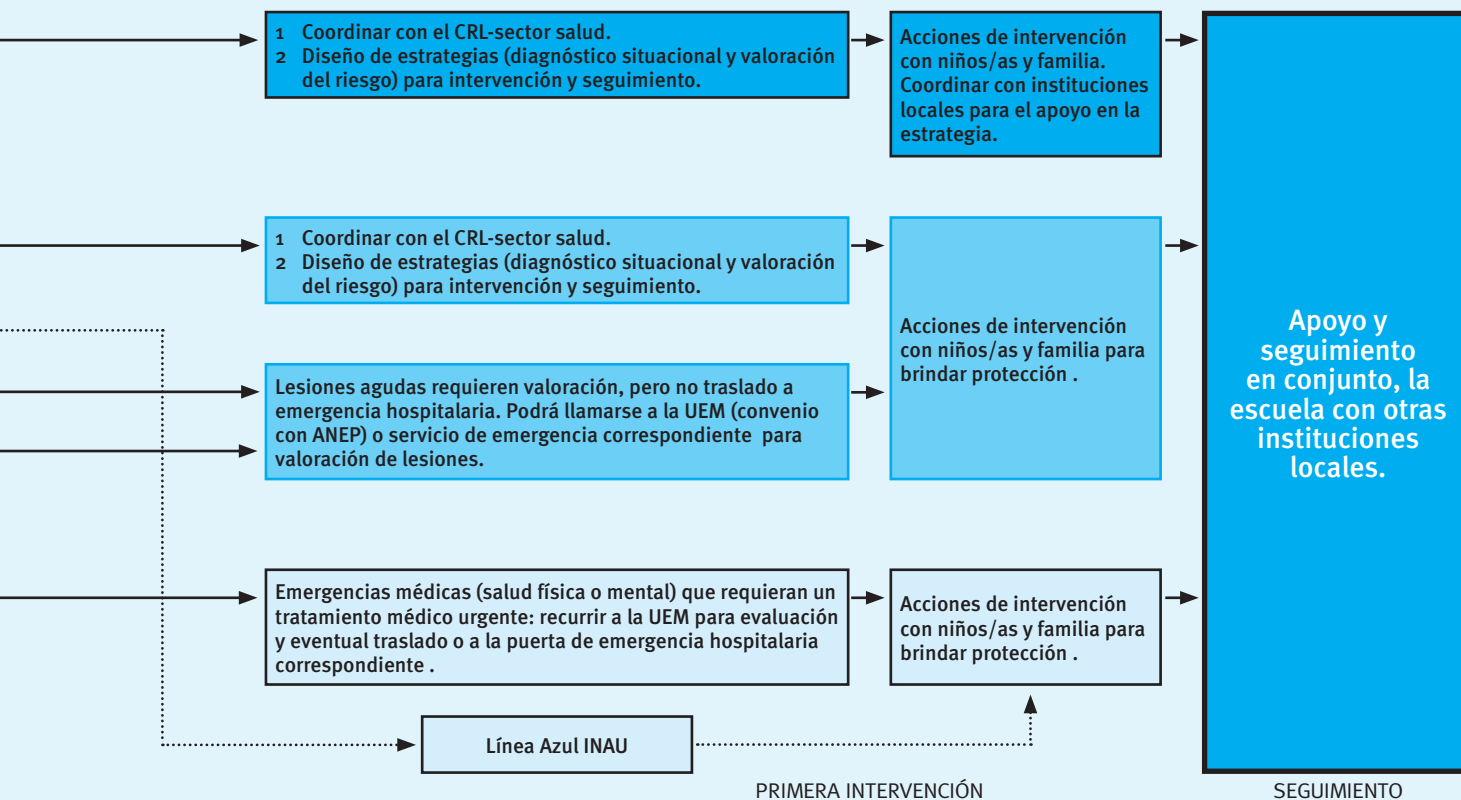 1 Coordinar con el CRL-sector salud.
2 Diseño de estrategias (diagnóstico situacional y valoración
del riesgo) para intervención y seguimiento.
Acciones de intervención
con niños/as y familia.
Coordinar con instituciones
locales para el apoyo en la
estrategia.
1 Coordinar con el CRL-sector salud.
2 Diseño de estrategias (diagnóstico situacional y valoración
del riesgo) para intervención y seguimiento.
Lesiones agudas requieren valoración, pero no traslado a
emergencia hospitalaria. Podrá llamarse a la UEM (convenio
con ANEP) o servicio de emergencia correspondiente para
valoración de lesiones.
Acciones de intervención
con niños/as y familia para
brindar protección .
Emergencias médicas (salud física o mental) que requieran un
tratamiento médico urgente: recurrir a la UEM para evaluación
y eventual traslado o a la puerta de emergencia hospitalaria
correspondiente .
Acciones de intervención
con niños/as y familia para
brindar protección .
Línea Azul INAU
Apoyo y
seguimiento
en conjunto, la
escuela con otras
instituciones
locales.
PRIMERA INTERVENCIÓN
SEGUIMIENTO